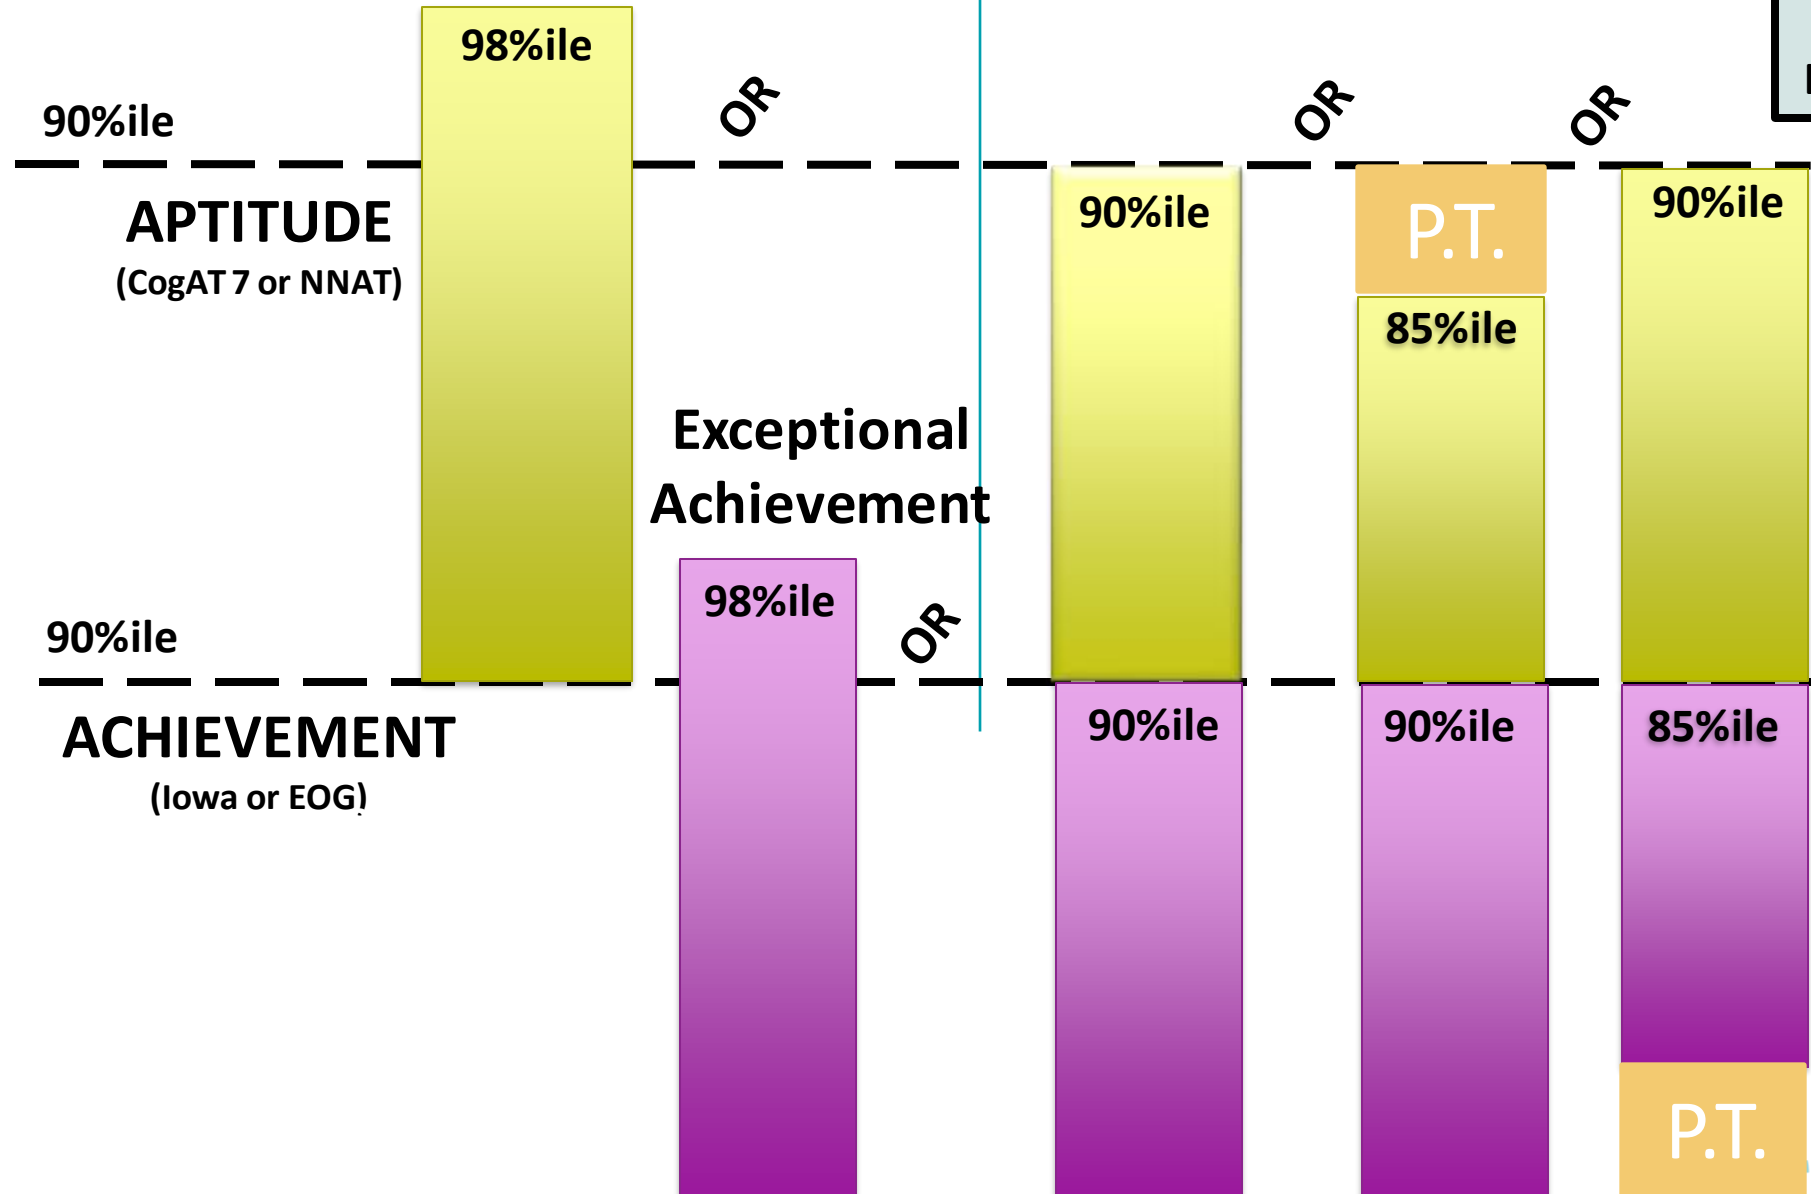 98%ile
OR
OR
OR
90%ile
APTITUDE
(CogAT 7 or NNAT)
90%ile
P.T.
90%ile
85%ile
Exceptional
Achievement
98%ile
OR
90%ile
ACHIEVEMENT
(Iowa or EOG)
90%ile
90%ile
85%ile
P.T.